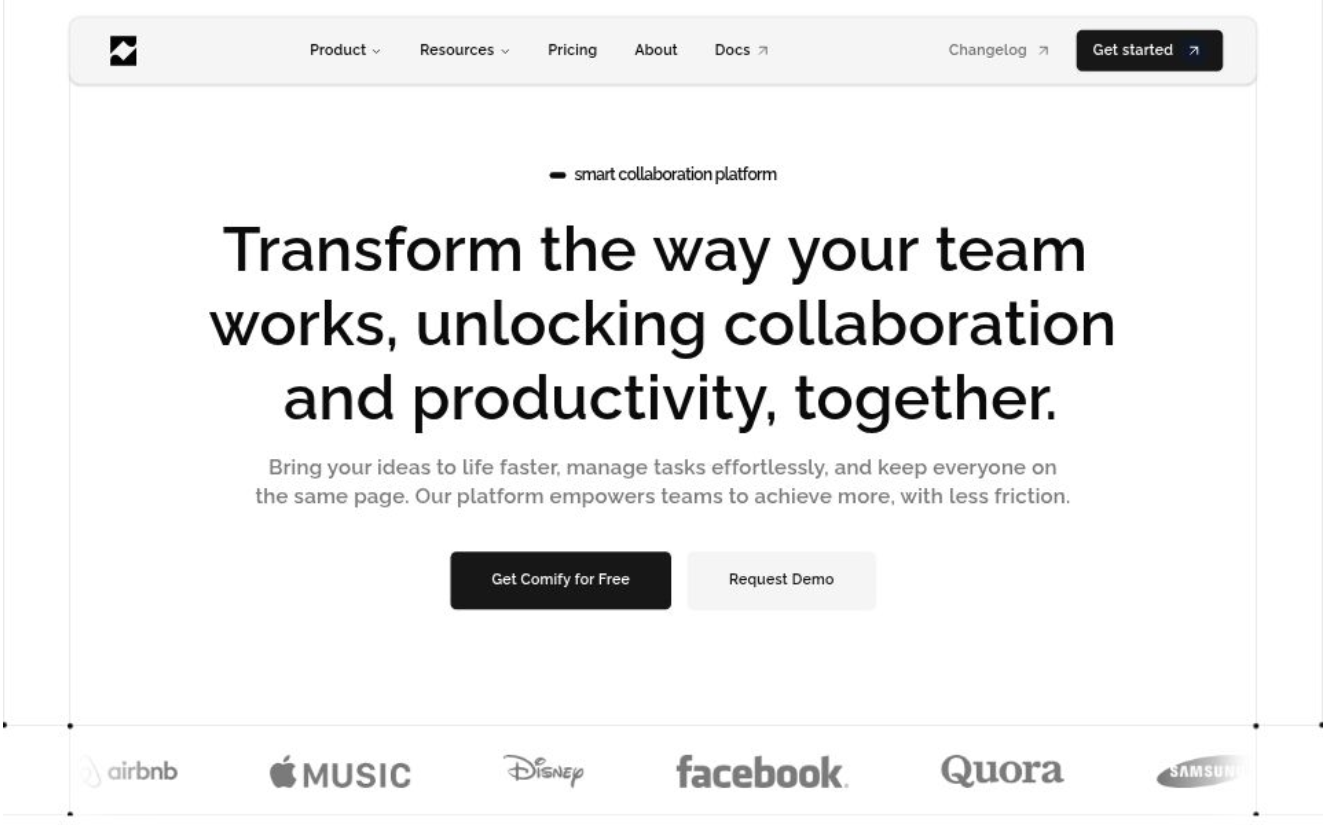 Product Resources Pricing About Docs Changelog Get started
smart collaboration platform
Transform the way your team
works, unlocking collaboration
and productivity, together.
Bring your ideas to life faster, manage tasks effortlessly, and keep everyone on
the same page. Our platform empowers teams to achieve more, with less friction.
Get Comify for Free Request Demo
airbnb MUSIC Disney facebook. Quora SAMSUN